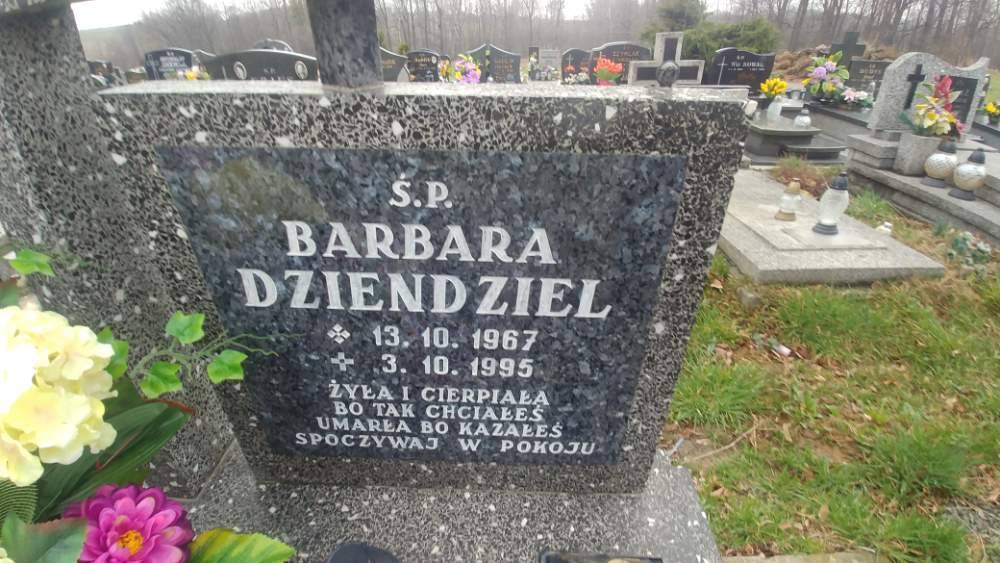 Ś.P.
BARBARA
DZIENDZIEL
13.10.1967
3.10.1995
ŻYŁA I CIERPIAŁA
BO TAK CHCIAŁEŚ
UMARŁA BO KAZAŁEŚ
SPOCZYWAJ W POKOJU